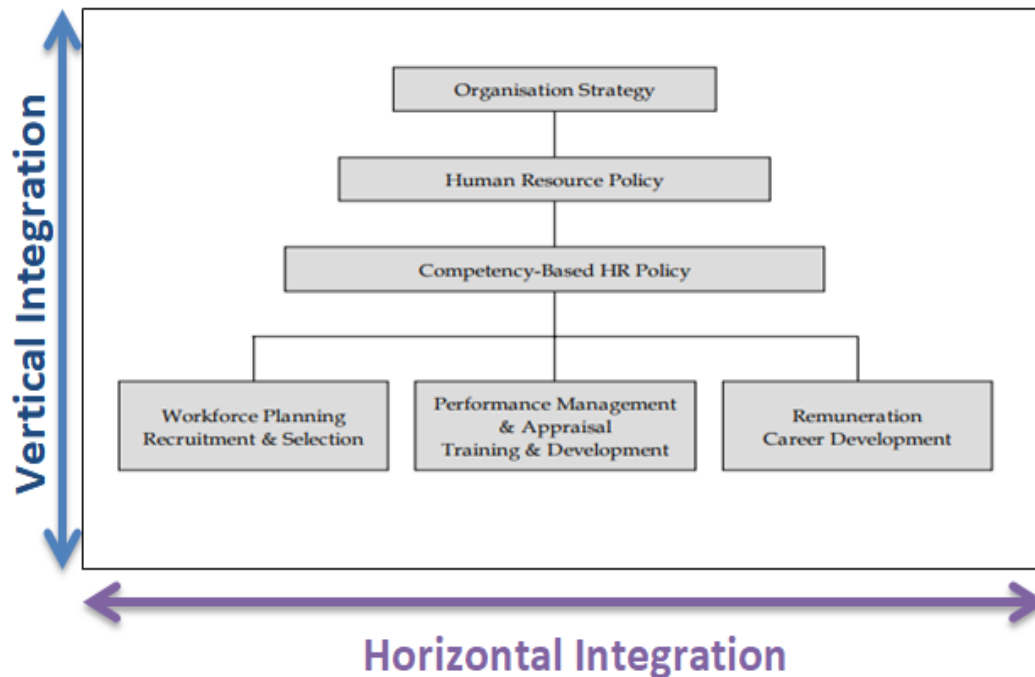 Vertical Integration
Organisation Strategy
Human Resource Policy
Competency-Based HR Policy
Workforce Planning
Recruitment & Selection
Performance Management
& Appraisal
Training & Development
Remuneration
Career Development
Horizontal Integration